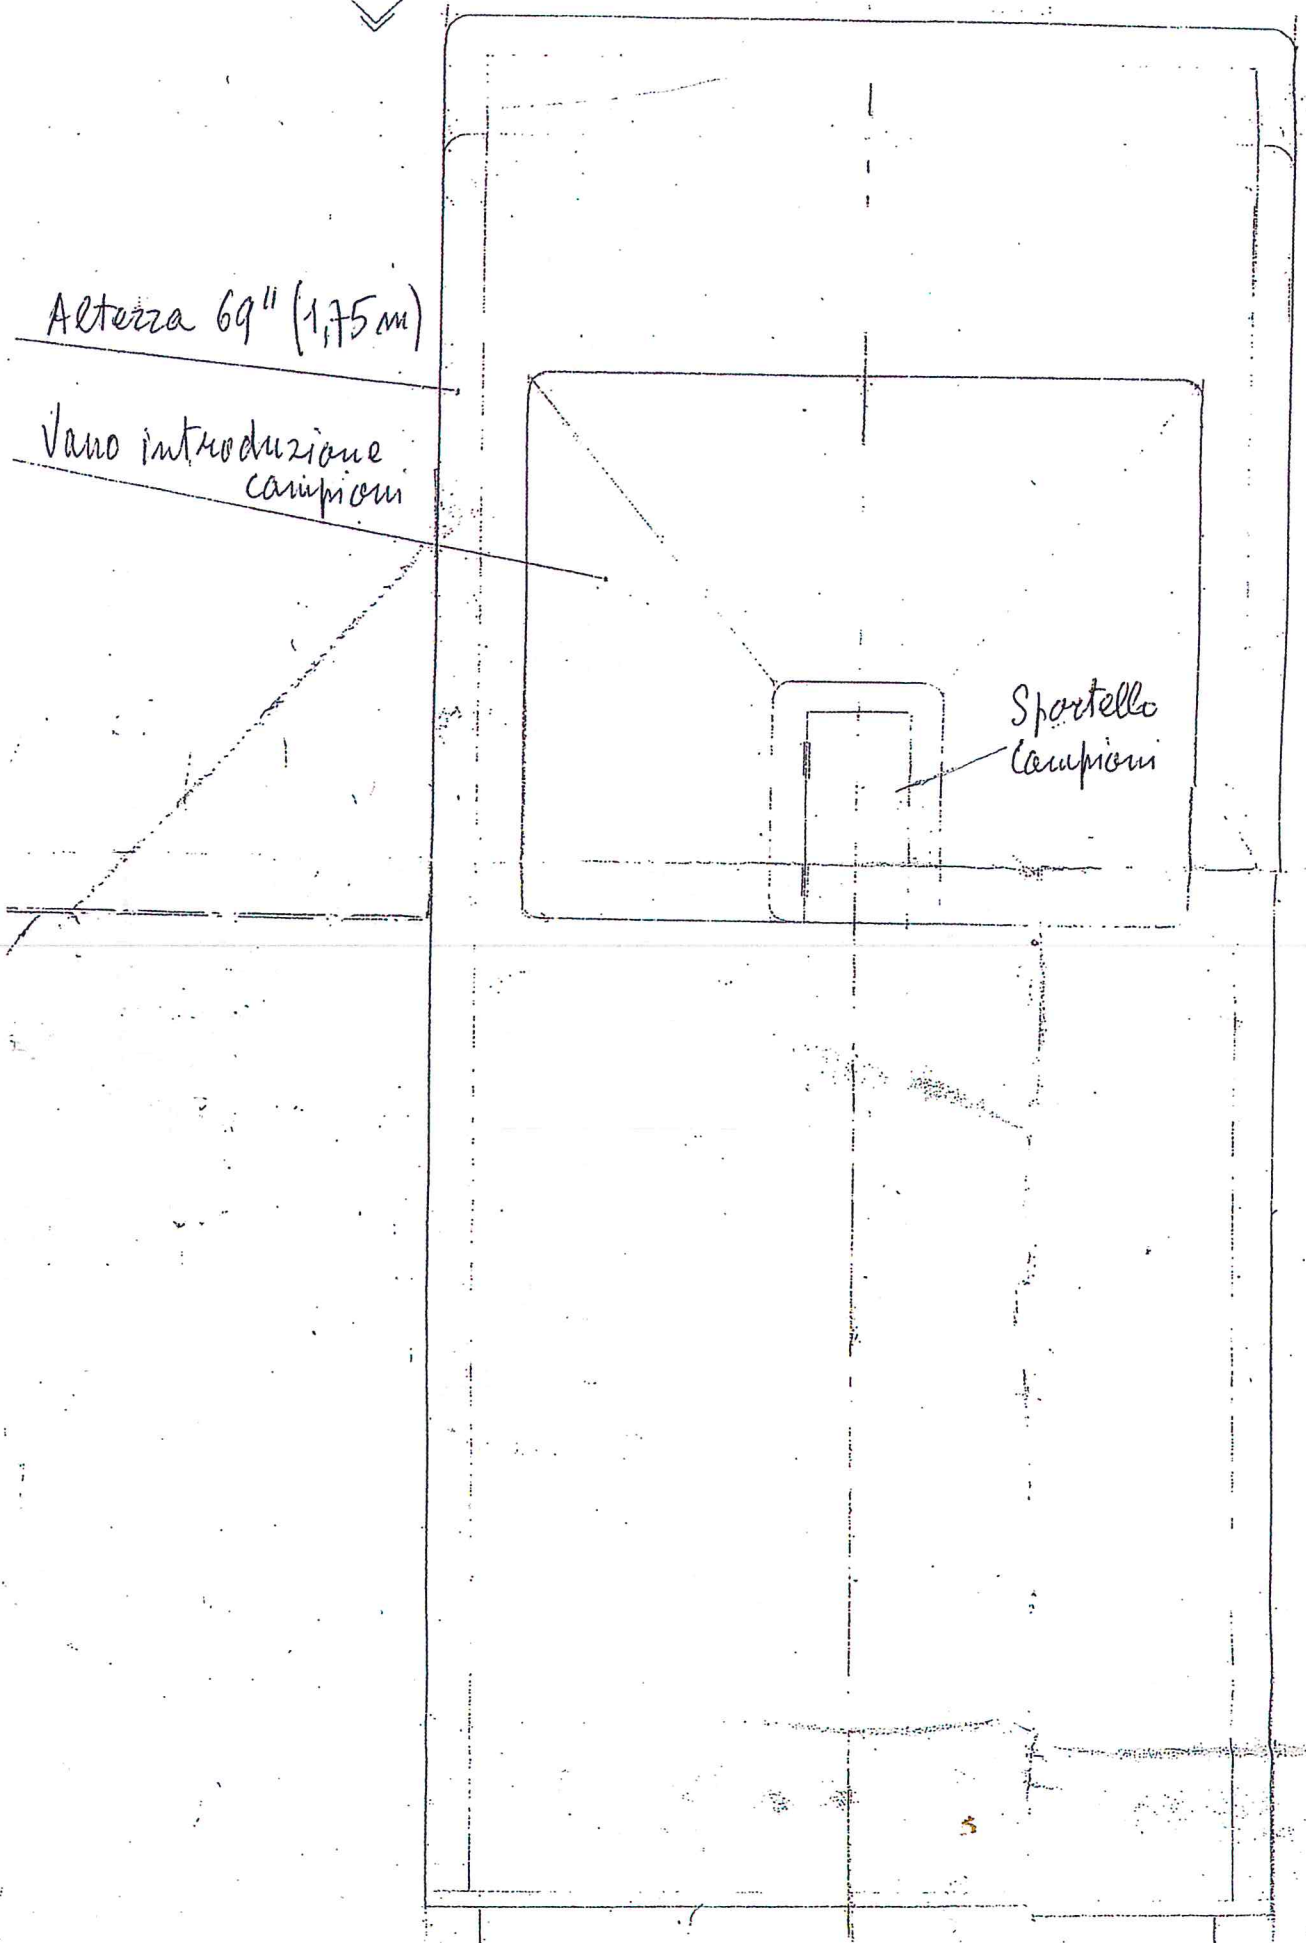 Altezza 69" (1,75 m)
Vano introduzione
campioni
Sportello
Campioni